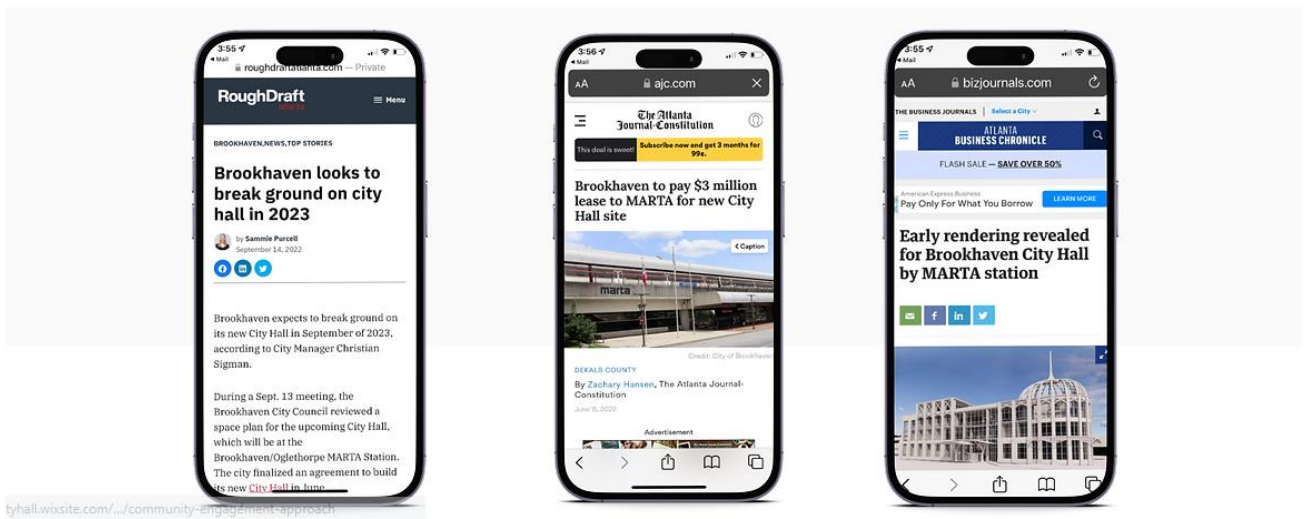 3:55
Mail
roughdraftatlanta.com — Private
RoughDraft
atlanta
Menu
BROOKHAVEN,NEWS,TOP STORIES
Brookhaven looks to
break ground on city
hall in 2023
by Sammie Purcell
September 14, 2022
Brookhaven expects to break ground on
its new City Hall in September of 2023,
according to City Manager Christian
Sigman.
During a Sept. 13 meeting, the
Brookhaven City Council reviewed a
space plan for the upcoming City Hall,
which will be at the
Brookhaven/Oglethorpe MARTA Station.
The city finalized an agreement to build
its new City Hall in June
3:56
Mail
AA
ajc.com
The Atlanta
Journal-Constitution
This deal is sweet!
Subscribe now and get 3 months for
99¢.
Brookhaven to pay $3 million
lease to MARTA for new City
Hall site
Caption
marta
Credit: City of Brookhaven
DEKALB COUNTY
By Zachary Hansen, The Atlanta Journal-
Constitution
June 15, 2022
Advertisement
3:55
Mail
AA
bizjournals.com
THE BUSINESS JOURNALS
Select a City
ATLANTA
BUSINESS CHRONICLE
FLASH SALE — SAVE OVER 50%
American Express Business
Pay Only For What You Borrow
LEARN MORE
Early rendering revealed
for Brookhaven City Hall
by MARTA station
tyhall.wixsite.com/.../community-engagement-approach